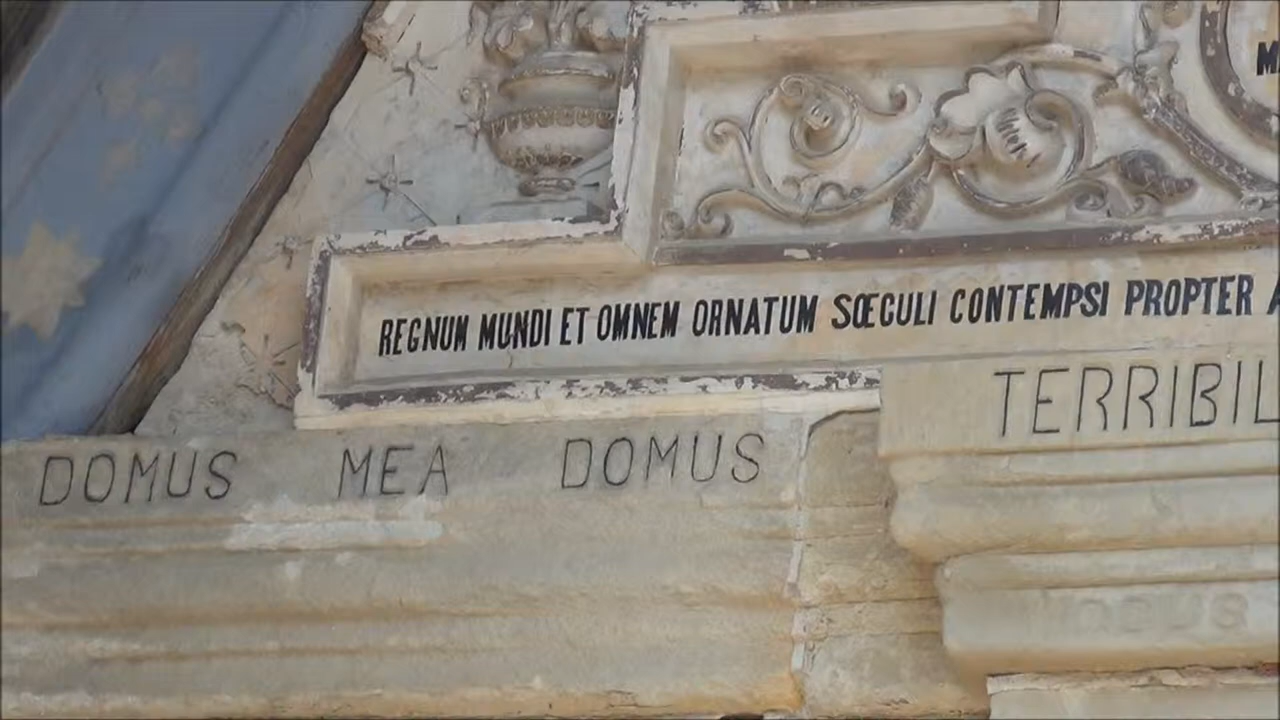 REGNUM MUNDI ET OMNEM ORNATUM SŒCULI CONTEMPSI PROPTER
TERRIBIL
DOMUS MEA DOMUS